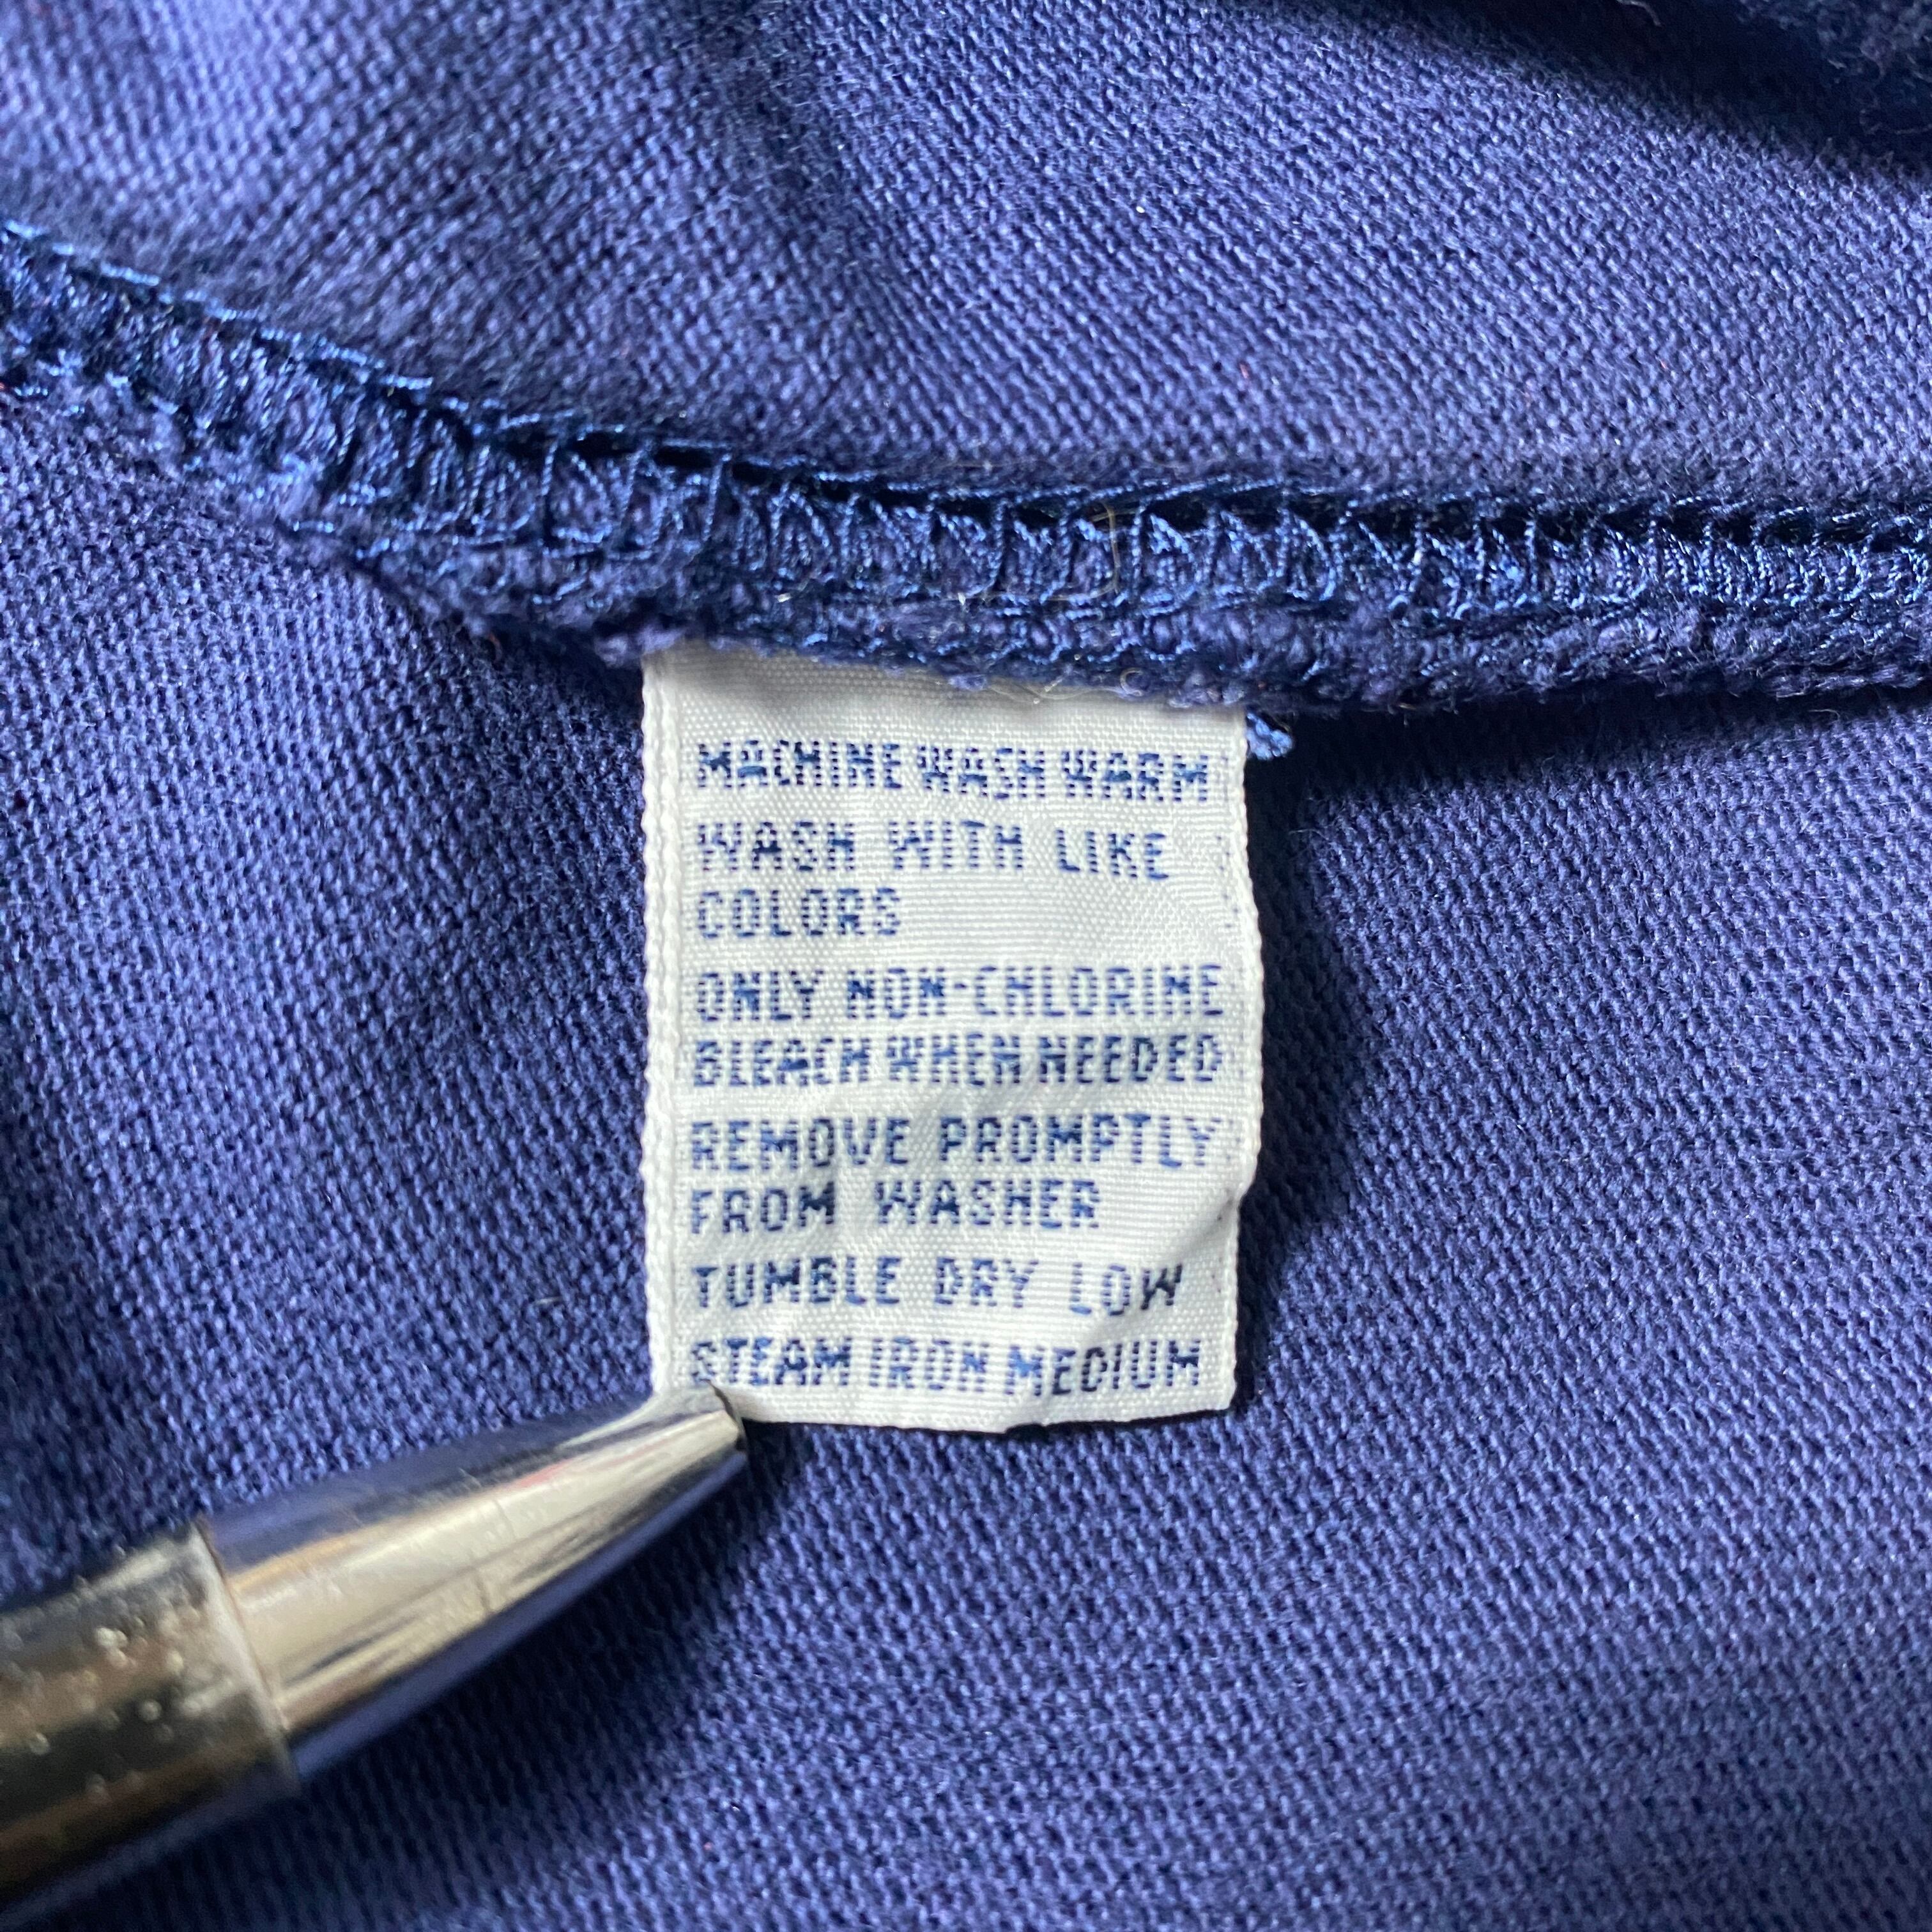 MACHINE WASH WARM
WASH WITH LIKE
COLORS
ONLY NON-CHLORINE
BLEACH WHEN NEEDED
REMOVE PROMPTLY
FROM WASHER
TUMBLE DRY LOW
STEAM IRON MEDIUM